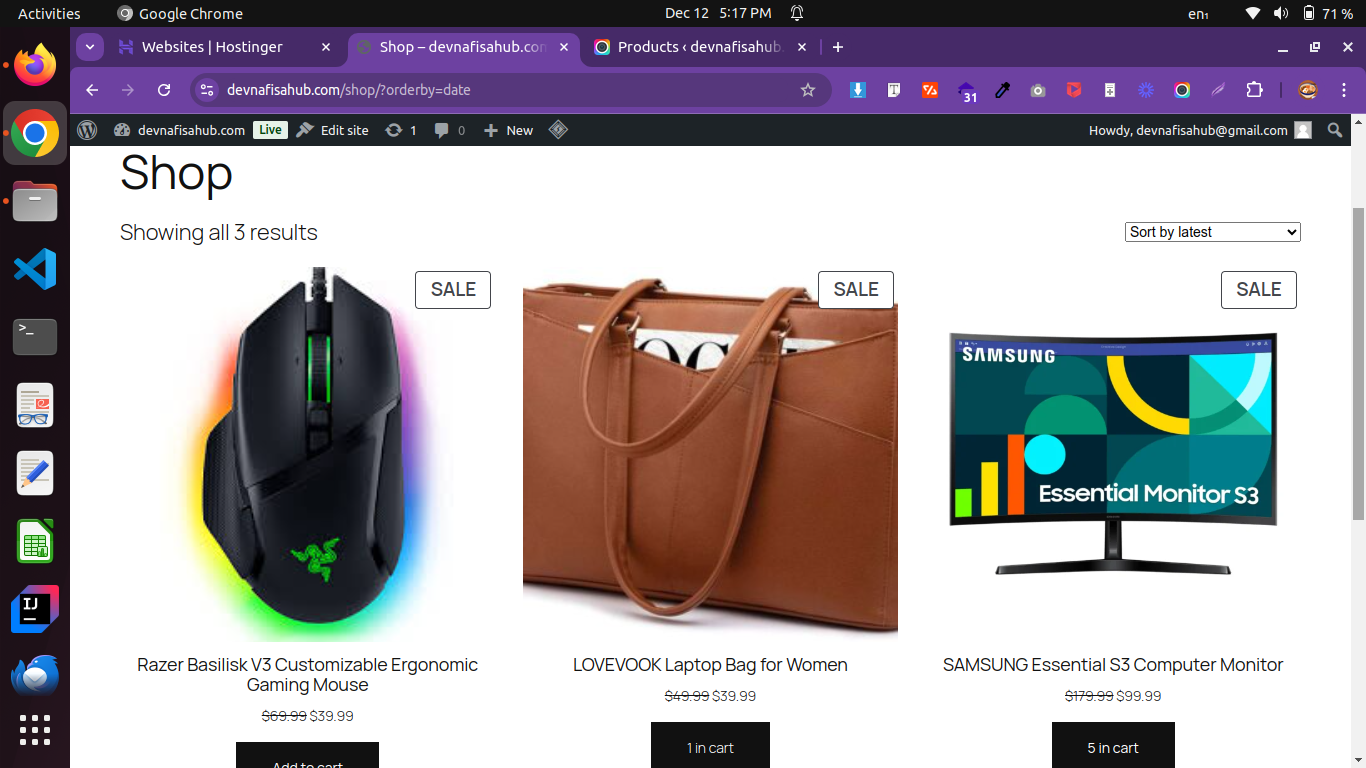 Activities
Google Chrome
Dec 12 5:17 PM
en₁
71 %
Websites | Hostinger
Shop – devnafisahub.com
Products ‹ devnafisahub.
devnafisahub.com/shop/?orderby=date
31
devnafisahub.com
Live
Edit site
1
0
New
Howdy, devnafisahub@gmail.com
Shop
Showing all 3 results
Sort by latest
SALE
SALE
SALE
SAMSUNG
Essential Monitor S3
Razer Basilisk V3 Customizable Ergonomic
Gaming Mouse
$69.99 $39.99
Add to cart
LOVEVOOK Laptop Bag for Women
$49.99 $39.99
1 in cart
SAMSUNG Essential S3 Computer Monitor
$179.99 $99.99
5 in cart